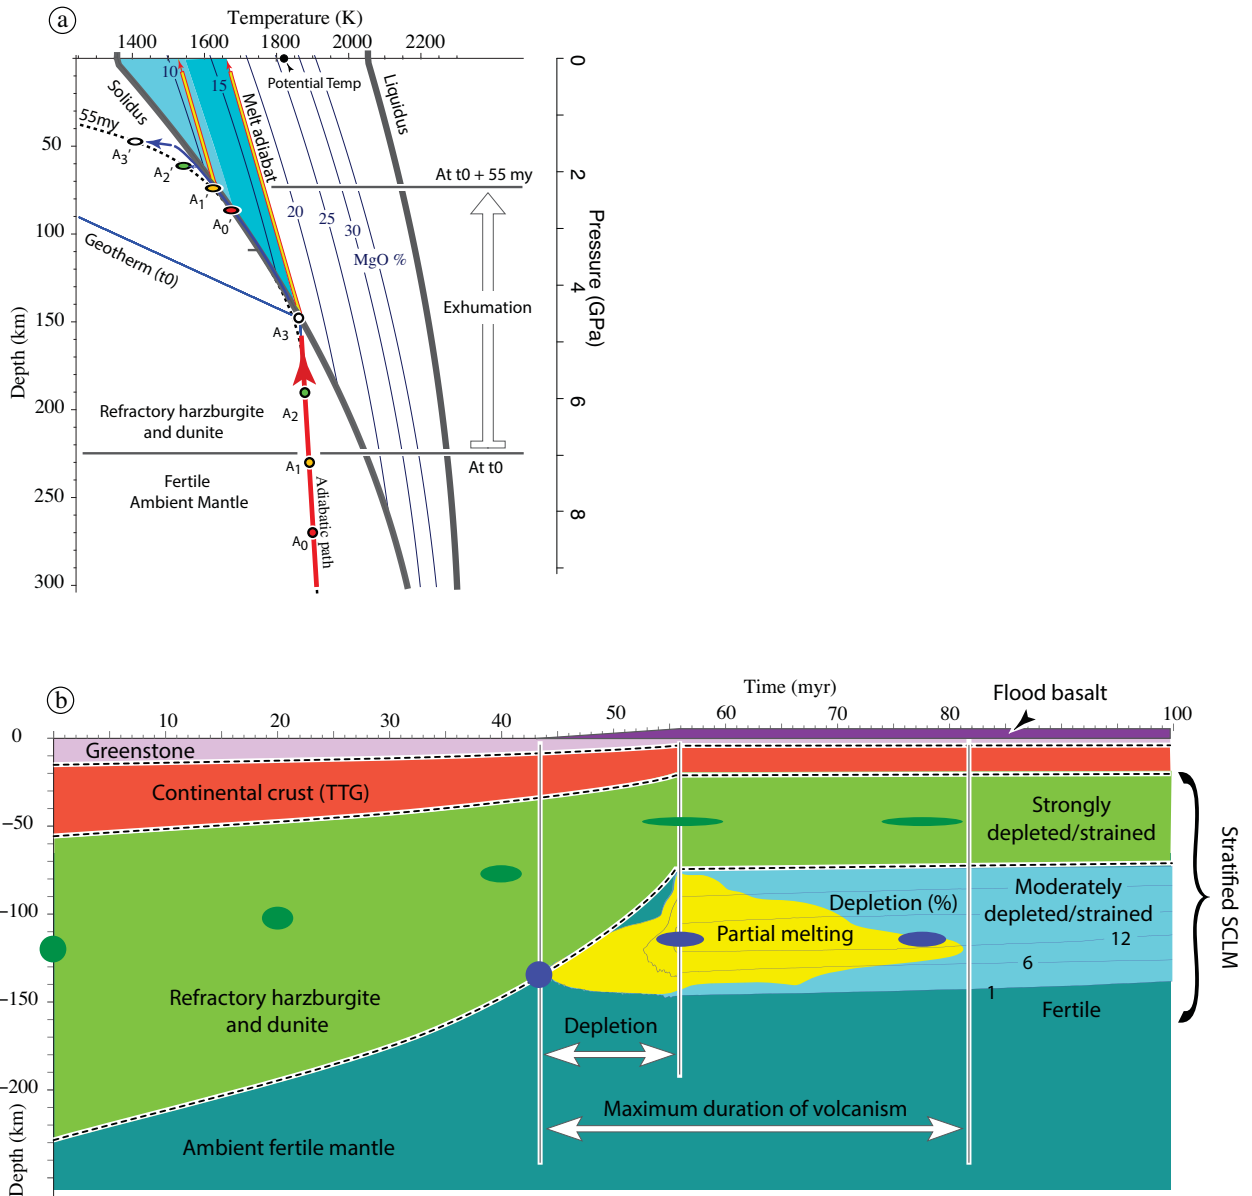 a
Temperature (K)
1400 1600 1800 2000 2200
0
10
15
Potential Temp
Solidus
Melt adiabat
Liquidus
55my
50
A3'
A2'
A1'
A0'
At t0 + 55 my
2
20
25
30
MgO %
100
Geotherm (t0)
Exhumation
4
Pressure (GPa)
150
A3
Depth (km)
200
Refractory harzburgite
and dunite
A2
6
At t0
A1
Fertile
Ambient Mantle
250
8
A0
Adiabatic path
300
b
Time (myr)
Flood basalt
10 20 30 40 50 60 70 80 90 100
0
Greenstone
Continental crust (TTG)
Strongly
depleted/strained
−50
Moderately
depleted/strained
Depletion (%)
Partial melting
−100
12
6
1
Stratified SCLM
Refractory harzburgite
and dunite
−150
Fertile
Depletion
−200
Maximum duration of volcanism
Ambient fertile mantle
Depth (km)